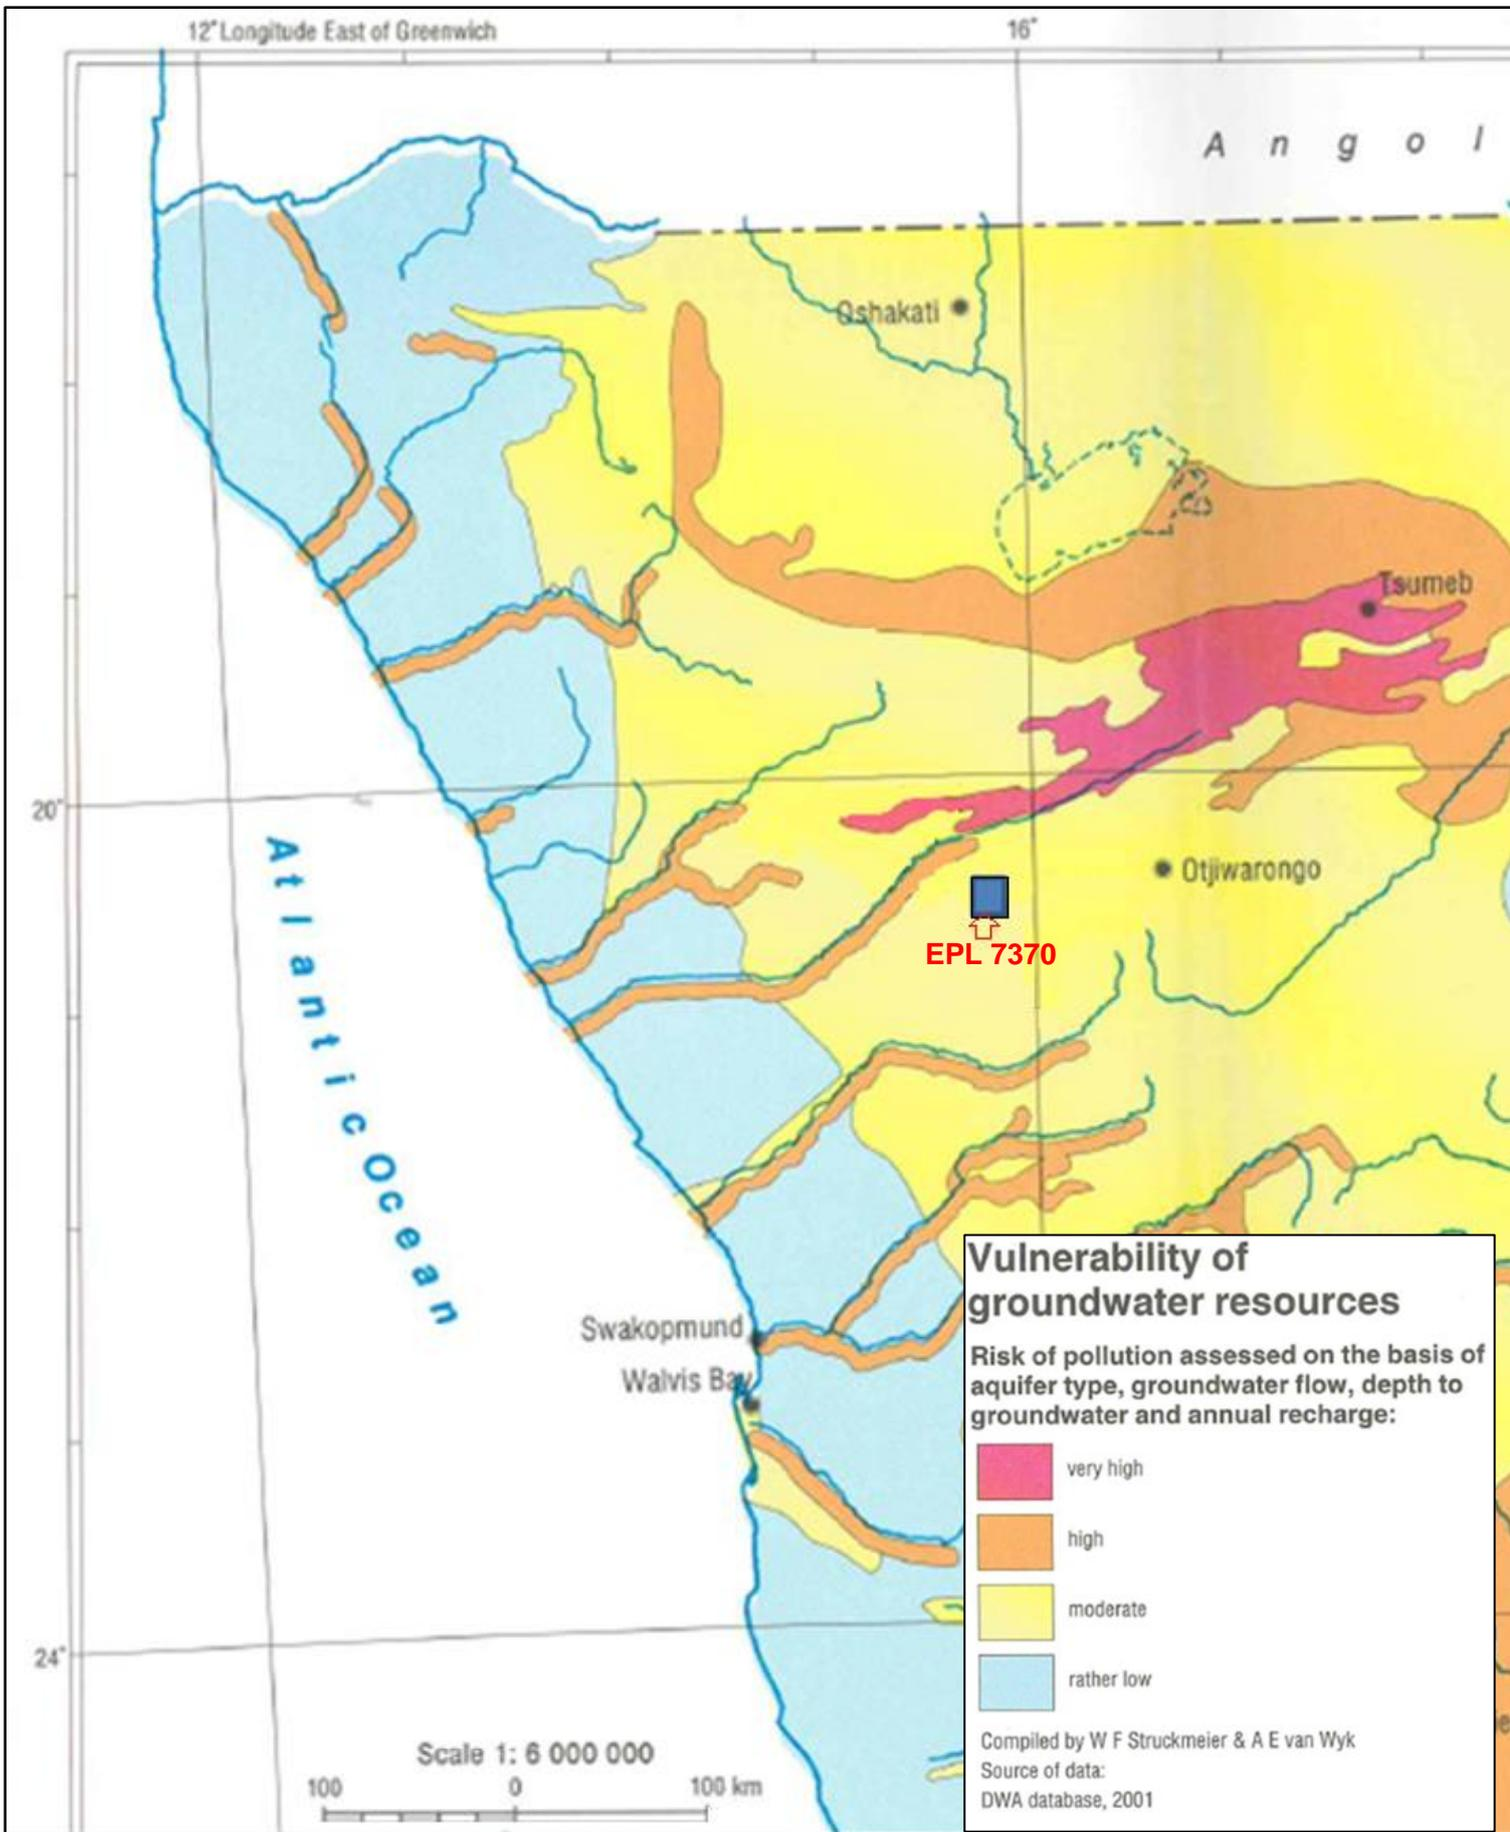 12° Longitude East of Greenwich
16°
Angol
Oshakati
Tsumeb
20°
Otjiwarongo
EPL 7370
Atlantic Ocean
Swakopmund
Walvis Bay
24°
Scale 1: 6 000 000
100 0 100 km
Vulnerability of
groundwater resources
Risk of pollution assessed on the basis of
aquifer type, groundwater flow, depth to
groundwater and annual recharge:
very high
high
moderate
rather low
Compiled by W F Struckmeier & A E van Wyk
Source of data:
DWA database, 2001